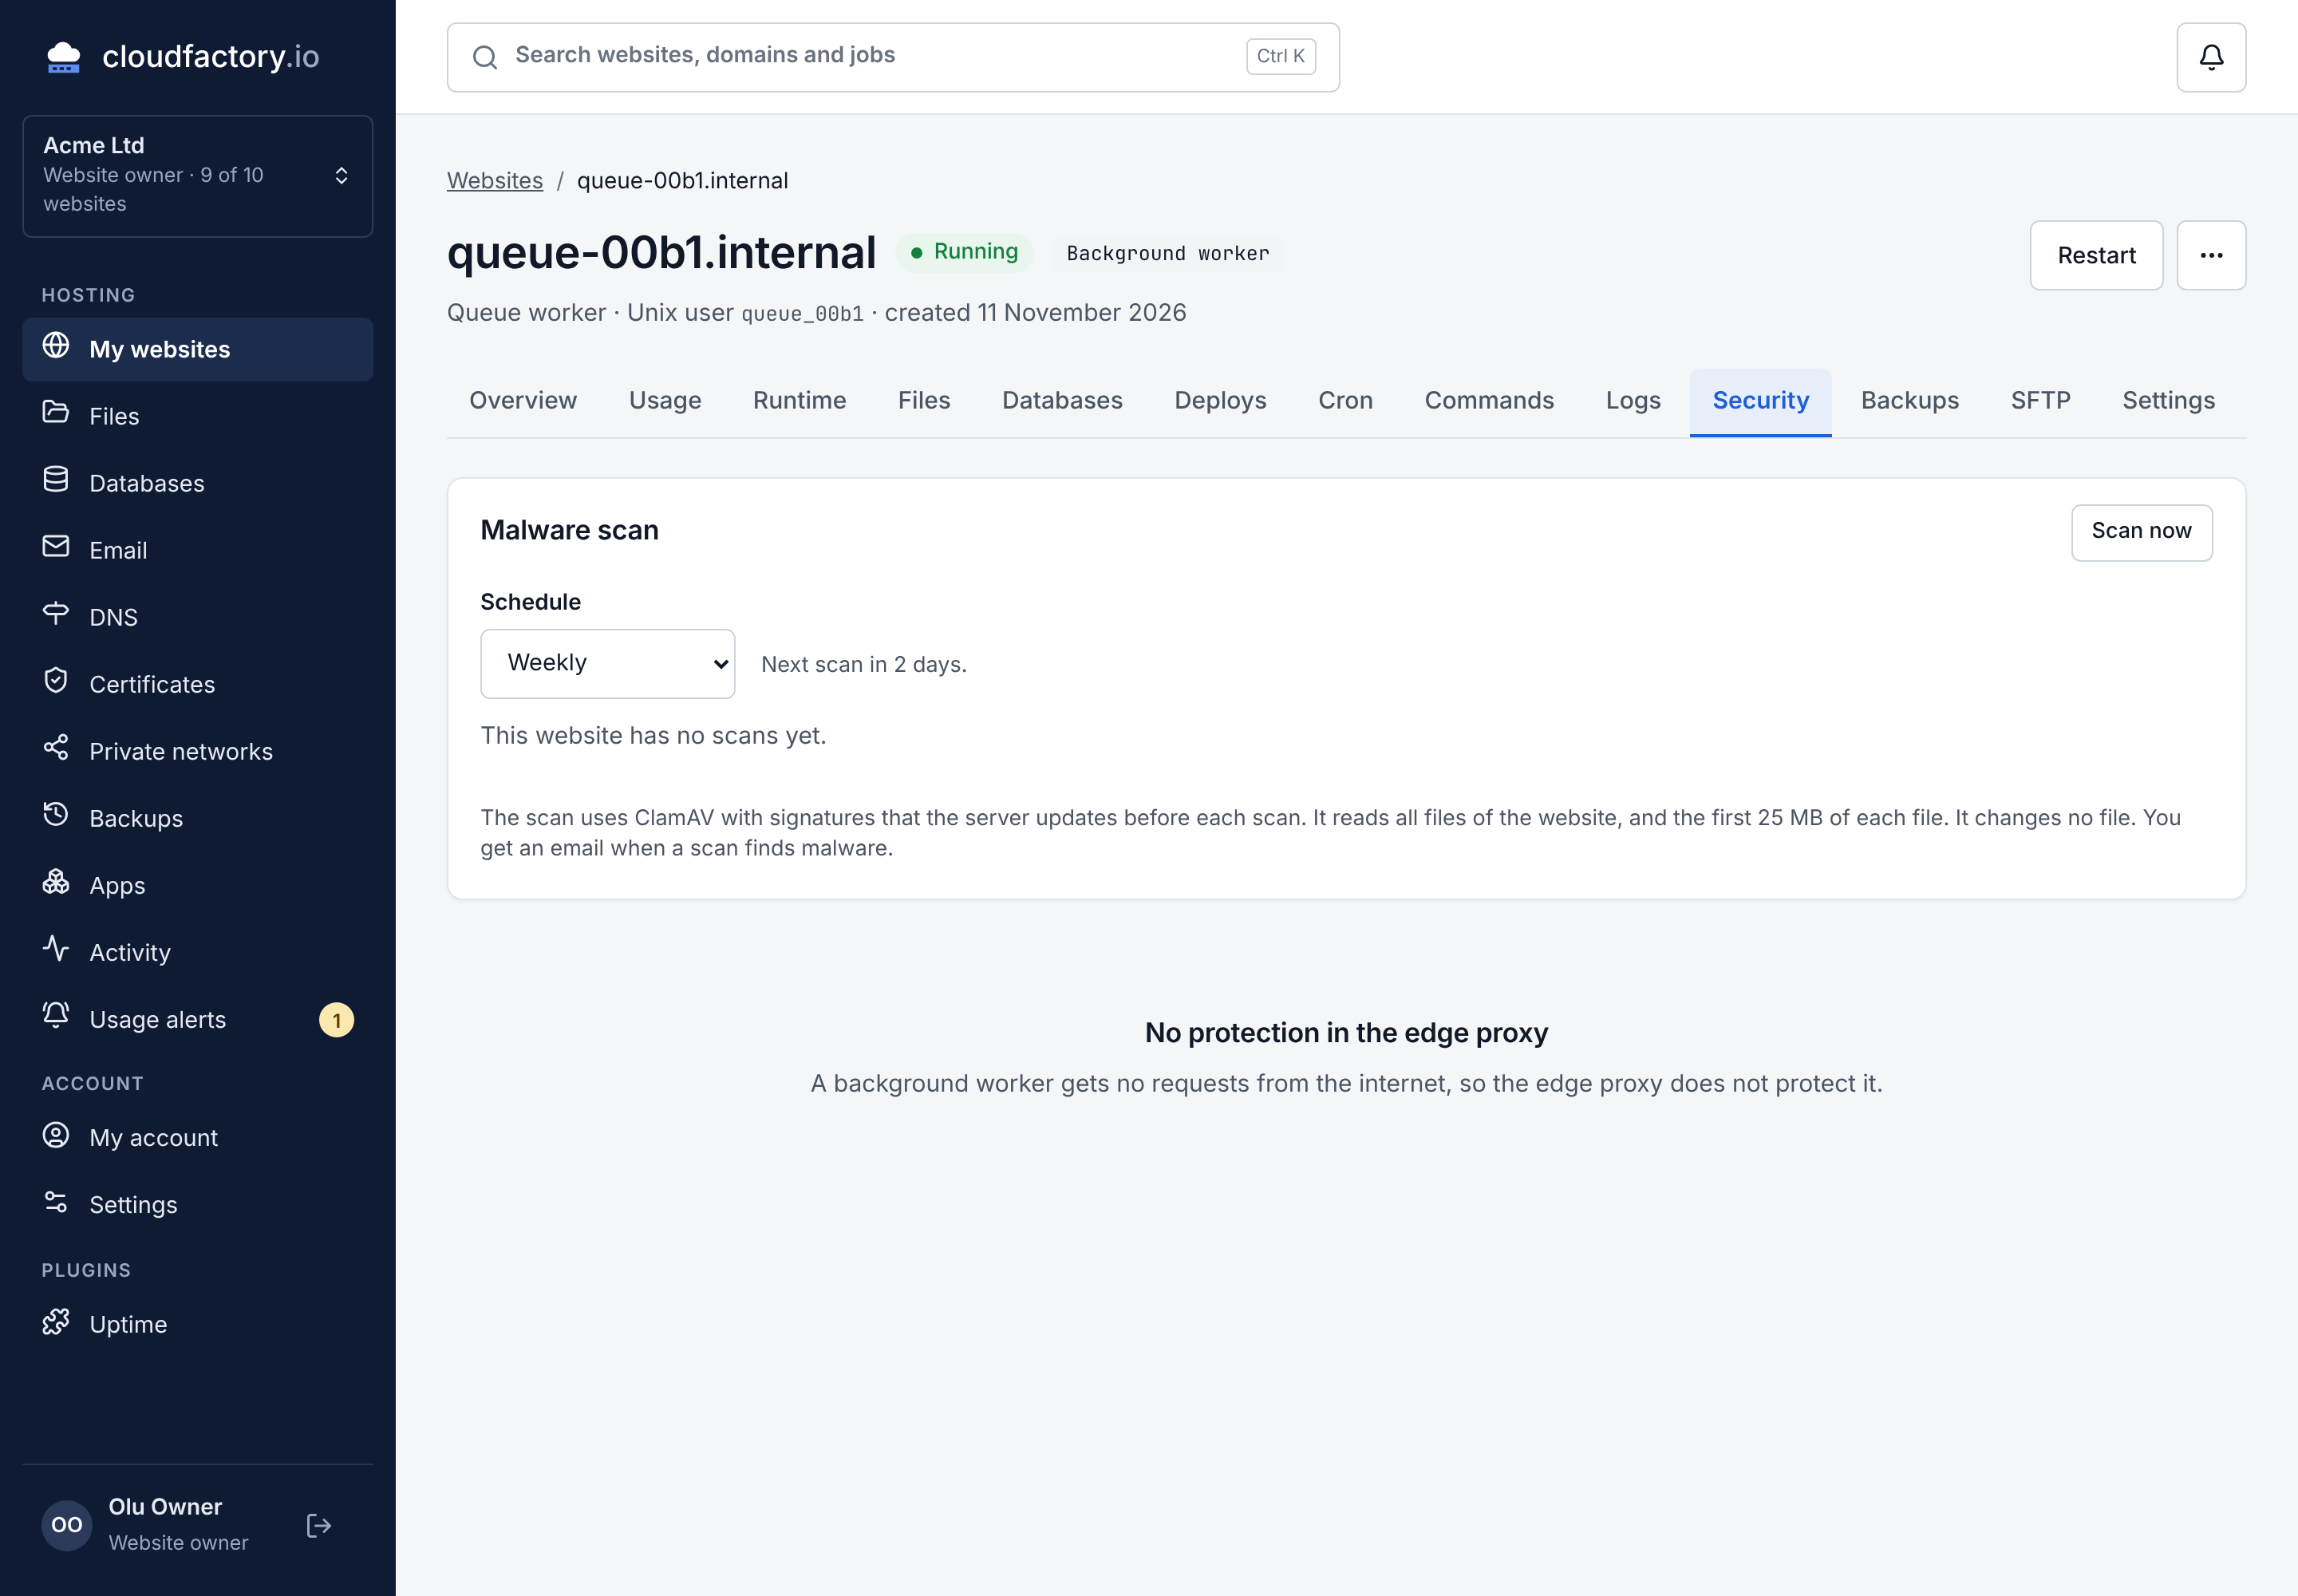 cloudfactory.io
Acme Ltd
Website owner · 9 of 10
websites
HOSTING
My websites
Files
Databases
Email
DNS
Certificates
Private networks
Backups
Apps
Activity
Usage alerts
1
ACCOUNT
My account
Settings
PLUGINS
Uptime
OO
Olu Owner
Website owner
Search websites, domains and jobs
Ctrl K
Websites / queue-00b1.internal
queue-00b1.internal
Running
Background worker
Restart
Queue worker · Unix user queue_00b1 · created 11 November 2026
Overview Usage Runtime Files Databases Deploys Cron Commands Logs Security Backups SFTP Settings
Malware scan
Scan now
Schedule
Weekly
Next scan in 2 days.
This website has no scans yet.
The scan uses ClamAV with signatures that the server updates before each scan. It reads all files of the website, and the first 25 MB of each file. It changes no file. You
get an email when a scan finds malware.
No protection in the edge proxy
A background worker gets no requests from the internet, so the edge proxy does not protect it.